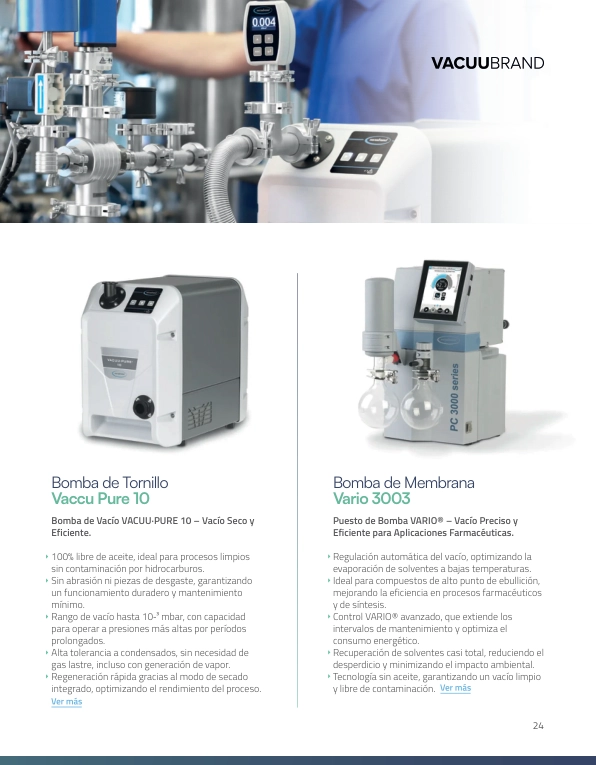 0.004
VACUUBRAND
PC 3000 series
Bomba de Tornillo
Vaccu Pure 10
Bomba de Vacío VACUU·PURE 10 – Vacío Seco y
Eficiente.
100% libre de aceite, ideal para procesos limpios
sin contaminación por hidrocarburos.
Sin abrasión ni piezas de desgaste, garantizando
un funcionamiento duradero y mantenimiento
mínimo.
Rango de vacío hasta 10-³ mbar, con capacidad
para operar a presiones más altas por períodos
prolongados.
Alta tolerancia a condensados, sin necesidad de
gas lastre, incluso con generación de vapor.
Regeneración rápida gracias al modo de secado
integrado, optimizando el rendimiento del proceso.
Ver más
Bomba de Membrana
Vario 3003
Puesto de Bomba VARIO® – Vacío Preciso y
Eficiente para Aplicaciones Farmacéuticas.
Regulación automática del vacío, optimizando la
evaporación de solventes a bajas temperaturas.
Ideal para compuestos de alto punto de ebullición,
mejorando la eficiencia en procesos farmacéuticos
y de síntesis.
Control VARIO® avanzado, que extiende los
intervalos de mantenimiento y optimiza el
consumo energético.
Recuperación de solventes casi total, reduciendo el
desperdicio y minimizando el impacto ambiental.
Tecnología sin aceite, garantizando un vacío limpio
y libre de contaminación. Ver más
24